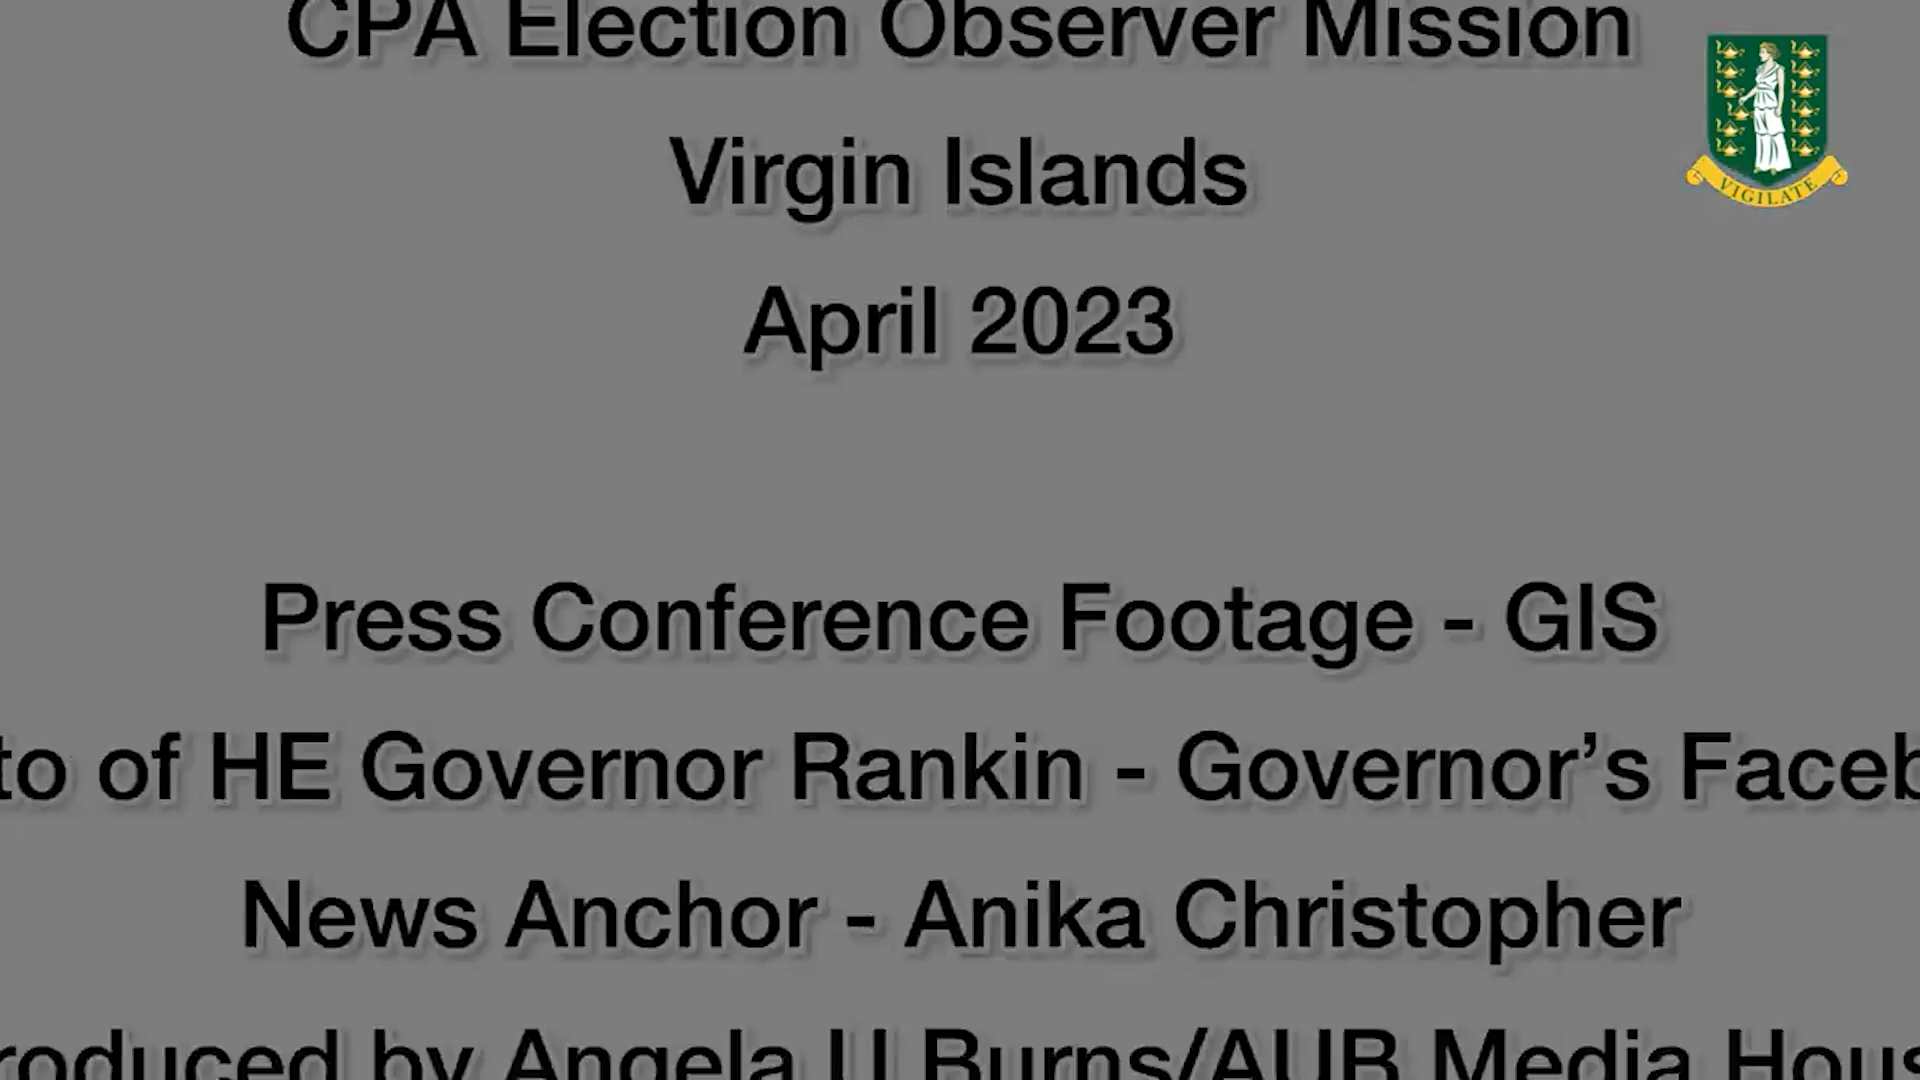 CPA Election Observer Mission
VIGILATE
Virgin Islands
April 2023
Press Conference Footage - GIS
to of HE Governor Rankin - Governor’s Faceb
News Anchor - Anika Christopher
roduced by Angela U Burns/AUB Media Hous